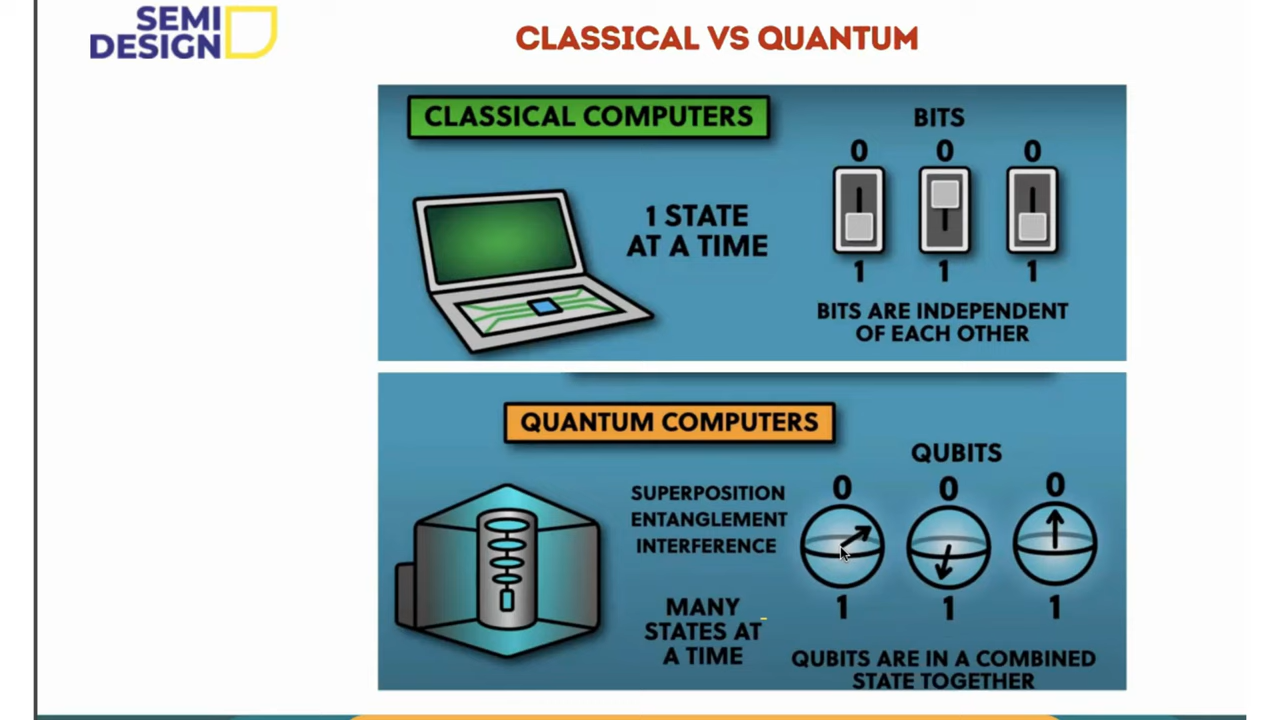 SEMI
DESIGN
CLASSICAL VS QUANTUM
CLASSICAL COMPUTERS
1 STATE
AT A TIME
BITS
0 0 0
1 1 1
BITS ARE INDEPENDENT
OF EACH OTHER
QUANTUM COMPUTERS
SUPERPOSITION
ENTANGLEMENT
INTERFERENCE
MANY
STATES AT
A TIME
QUBITS
0 0 0
1 1 1
QUBITS ARE IN A COMBINED
STATE TOGETHER